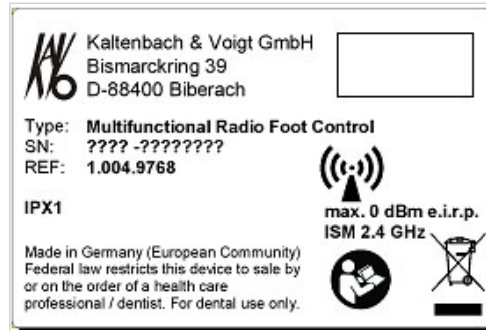 KAVO
Kaltenbach & Voigt GmbH
Bismarckring 39
D-88400 Biberach
Type: Multifunctional Radio Foot Control
SN: ???? -????????
REF: 1.004.9768
IPX1
max. 0 dBm e.i.r.p.
ISM 2.4 GHz
Made in Germany (European Community)
Federal law restricts this device to sale by
or on the order of a health care
professional / dentist. For dental use only.